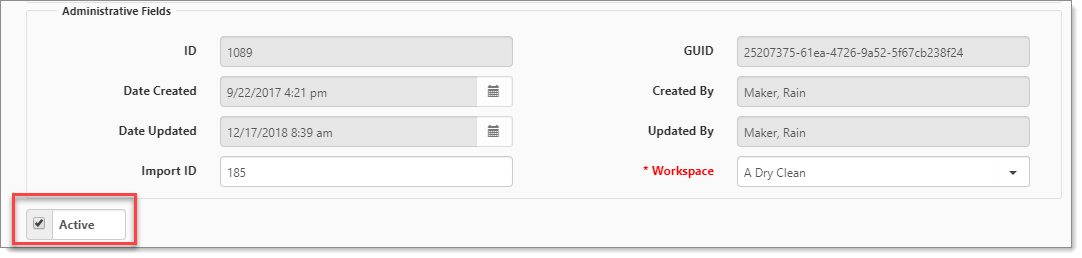 Administrative Fields
ID 1089 GUID 25207375-61ea-4726-9a52-5f67cb238f24
Date Created 9/22/2017 4:21 pm Created By Maker, Rain
Date Updated 12/17/2018 8:39 am Updated By Maker, Rain
Import ID 185 * Workspace A Dry Clean
Active